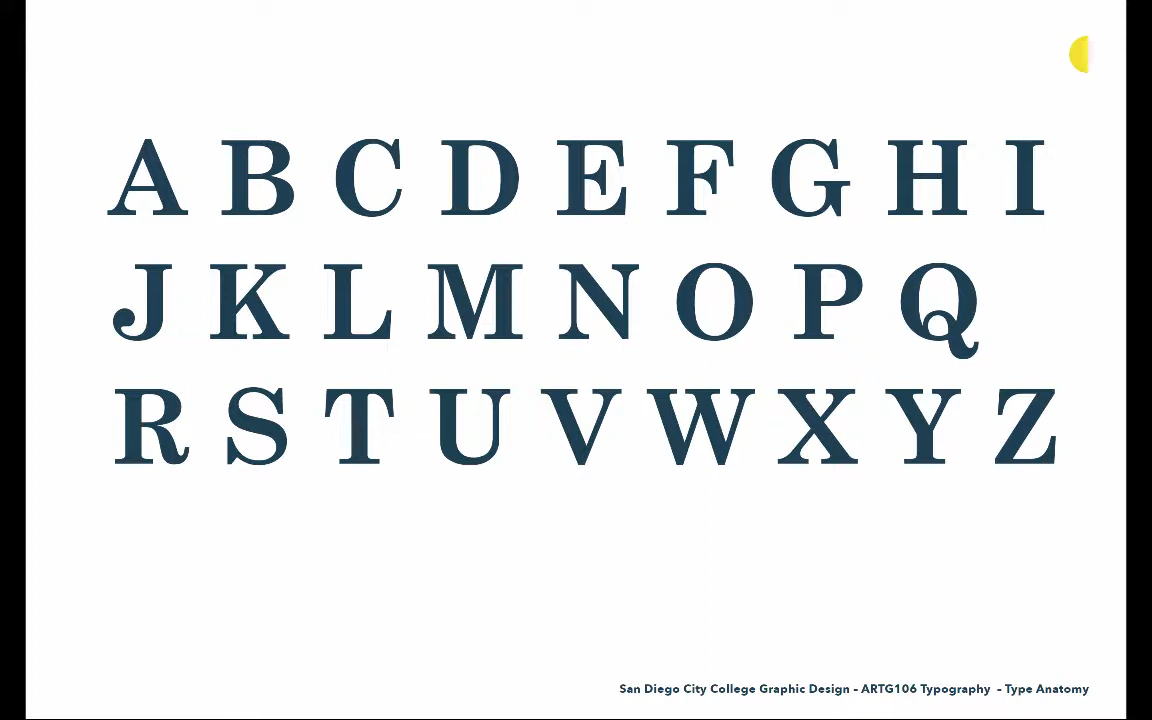 A B C D E F G H I
J K L M N O P Q
R S T U V W X Y Z
San Diego City College Graphic Design – ARTG106 Typography – Type Anatomy